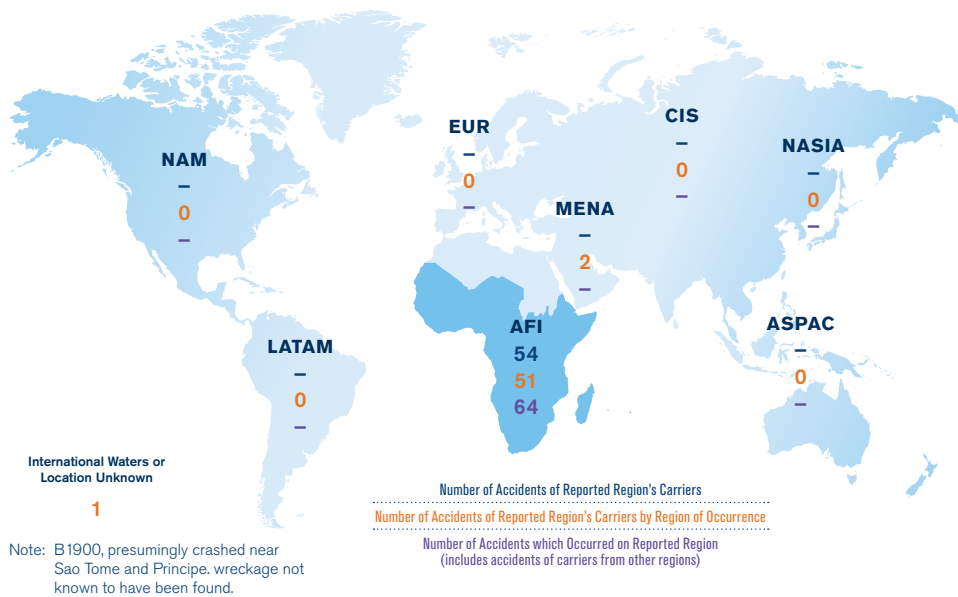 NAM
–
0
–
EUR
–
0
–
CIS
–
0
–
NASIA
–
0
–
MENA
–
2
–
AFI
54
51
64
ASPAC
–
0
–
LATAM
–
0
–
International Waters or
Location Unknown
1
Note: B1900, presumingly crashed near
Sao Tome and Principe. wreckage not
known to have been found.
Number of Accidents of Reported Region's Carriers
Number of Accidents of Reported Region's Carriers by Region of Occurrence
Number of Accidents which Occurred on Reported Region
(includes accidents of carriers from other regions)